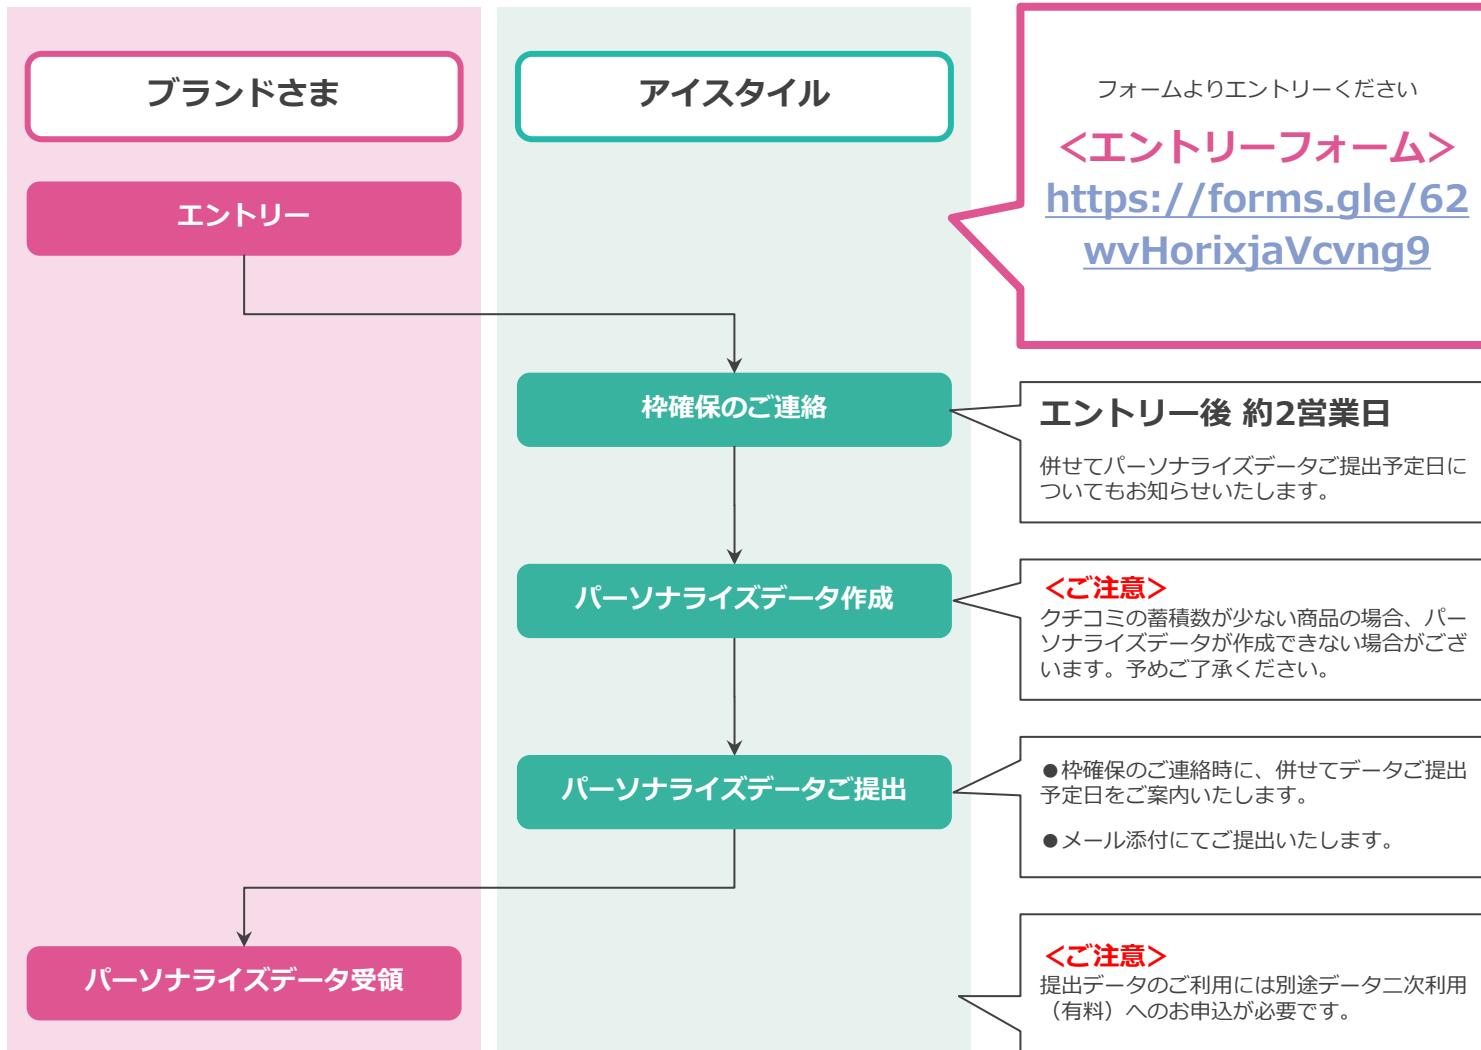 ブランドさま
アイスタイル
フォームよりエントリーください
<エントリーフォーム>
https://forms.gle/62
wvHorixjaVcvng9
エントリー
枠確保のご連絡
エントリー後 約2営業日
併せてパーソナライズデータご提出予定日に
ついてもお知らせいたします。
パーソナライズデータ作成
<ご注意>
クチコミの蓄積数が少ない商品の場合、パー
ソナライズデータが作成できない場合がござ
います。予めご了承ください。
パーソナライズデータご提出
●枠確保のご連絡時に、併せてデータご提出
予定日をご案内いたします。
●メール添付にてご提出いたします。
パーソナライズデータ受領
<ご注意>
提出データのご利用には別途データ二次利用
（有料）へのお申込が必要です。